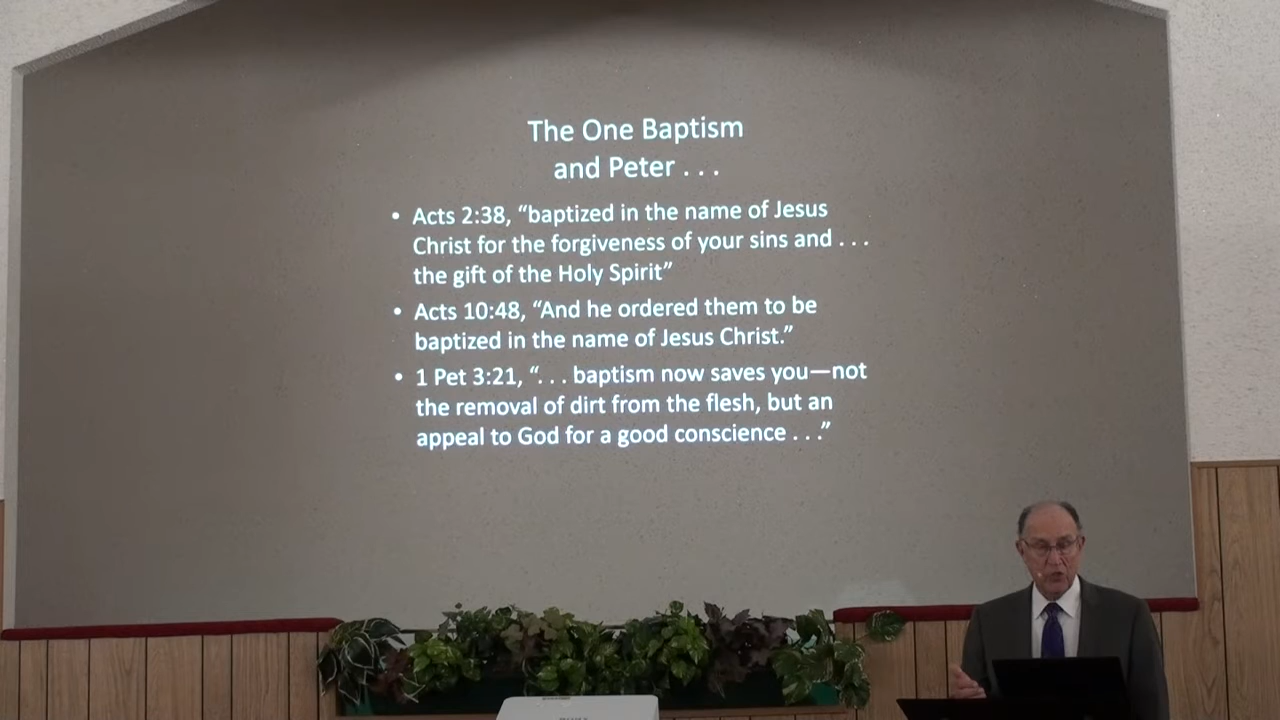 The One Baptism
and Peter . . .
• Acts 2:38, “baptized in the name of Jesus
Christ for the forgiveness of your sins and . . .
the gift of the Holy Spirit”
• Acts 10:48, “And he ordered them to be
baptized in the name of Jesus Christ.”
• 1 Pet 3:21, “. . . baptism now saves you—not
the removal of dirt from the flesh, but an
appeal to God for a good conscience . . .”